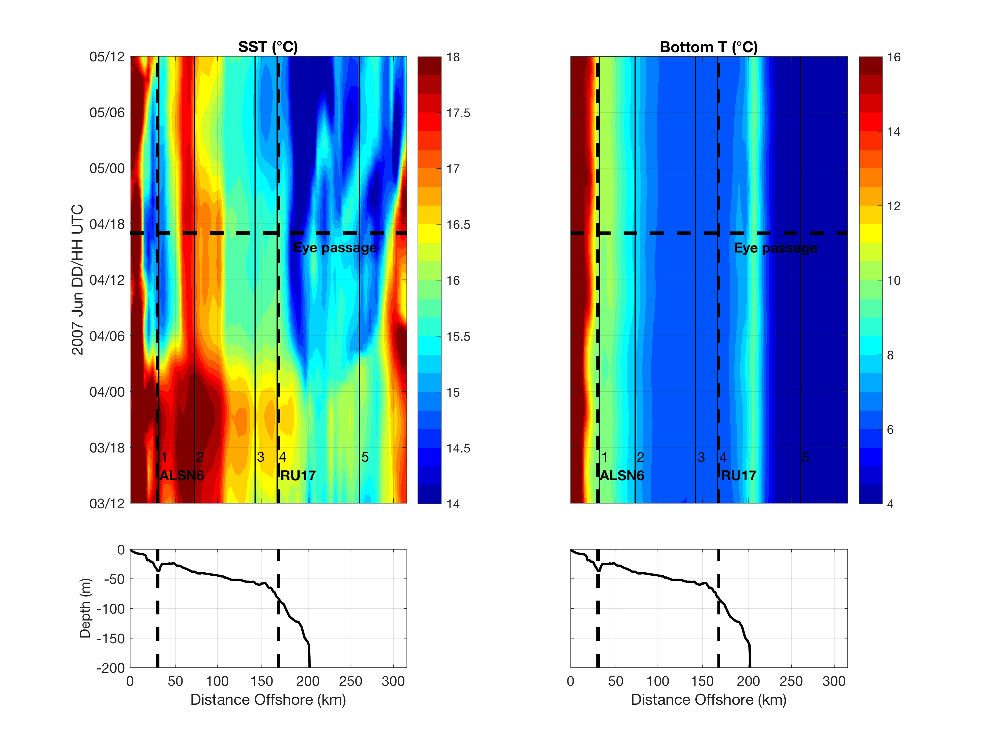 SST (°C)
05/12
05/06
05/00
04/18
04/12
04/06
04/00
03/18
03/12
2007 Jun DD/HH UTC
Eye passage
1
2
3
4
5
ALSN6
RU17
18
17.5
17
16.5
16
15.5
15
14.5
14
Bottom T (°C)
Eye passage
1
2
3
4
5
ALSN6
RU17
16
14
12
10
8
6
4
0
-50
-100
-150
-200
Depth (m)
0 50 100 150 200 250 300
Distance Offshore (km)
0 50 100 150 200 250 300
Distance Offshore (km)